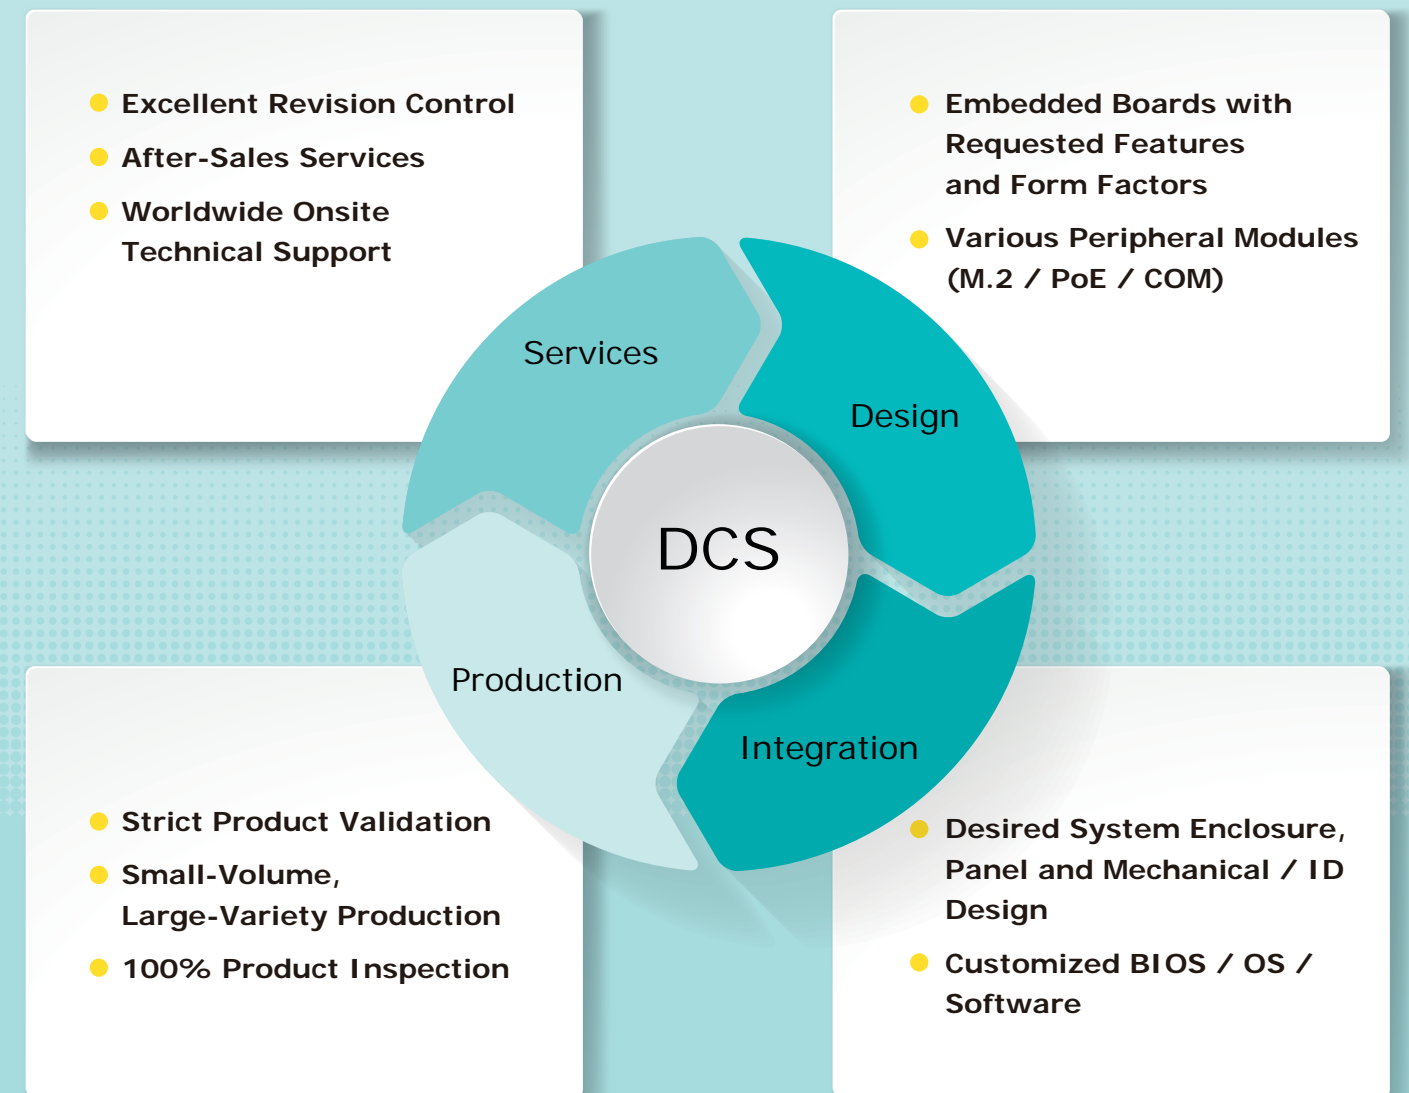 Excellent Revision Control
After-Sales Services
Worldwide Onsite
Technical Support
Embedded Boards with
Requested Features
and Form Factors
Various Peripheral Modules
(M.2 / PoE / COM)
Services
Design
DCS
Production
Integration
Strict Product Validation
Small-Volume,
Large-Variety Production
100% Product Inspection
Desired System Enclosure,
Panel and Mechanical / ID
Design
Customized BIOS / OS /
Software